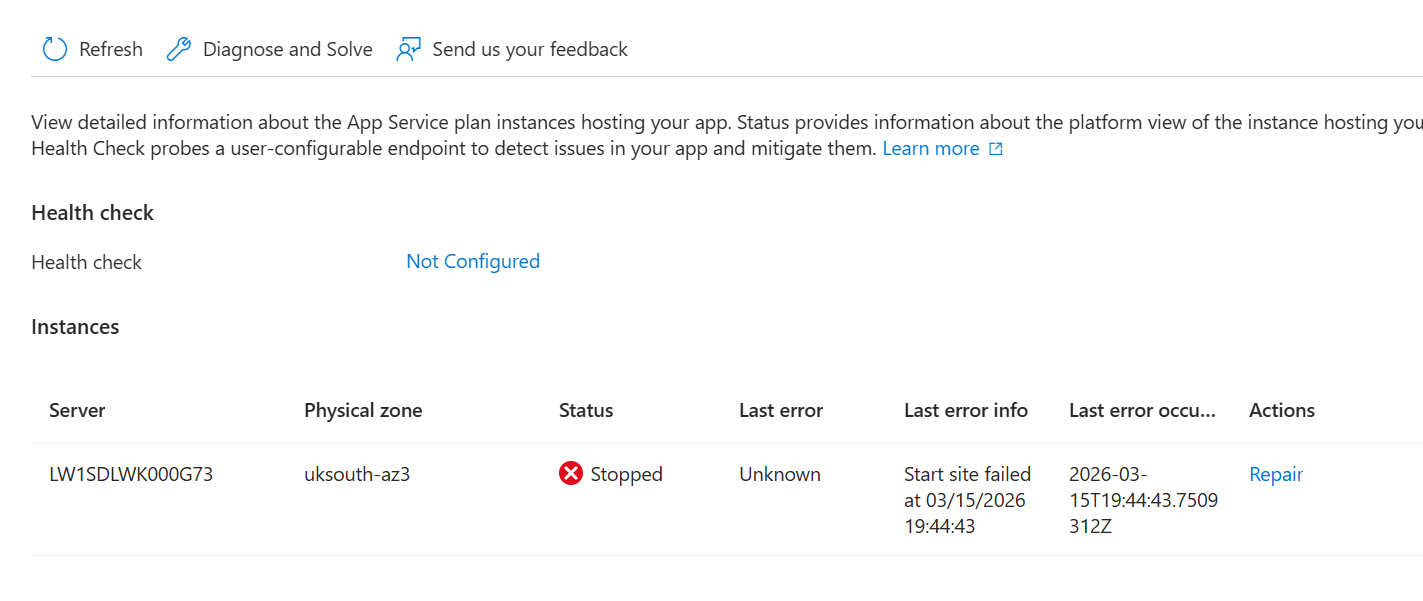 Refresh Diagnose and Solve Send us your feedback
View detailed information about the App Service plan instances hosting your app. Status provides information about the platform view of the instance hosting you
Health Check probes a user-configurable endpoint to detect issues in your app and mitigate them. Learn more
Health check
Health check Not Configured
Instances
Server Physical zone Status Last error Last error info Last error occu... Actions
LW1SDLWK000G73 uksouth-az3 Stopped Unknown Start site failed 2026-03- Repair
at 03/15/2026 15T19:44:43.7509
19:44:43 312Z